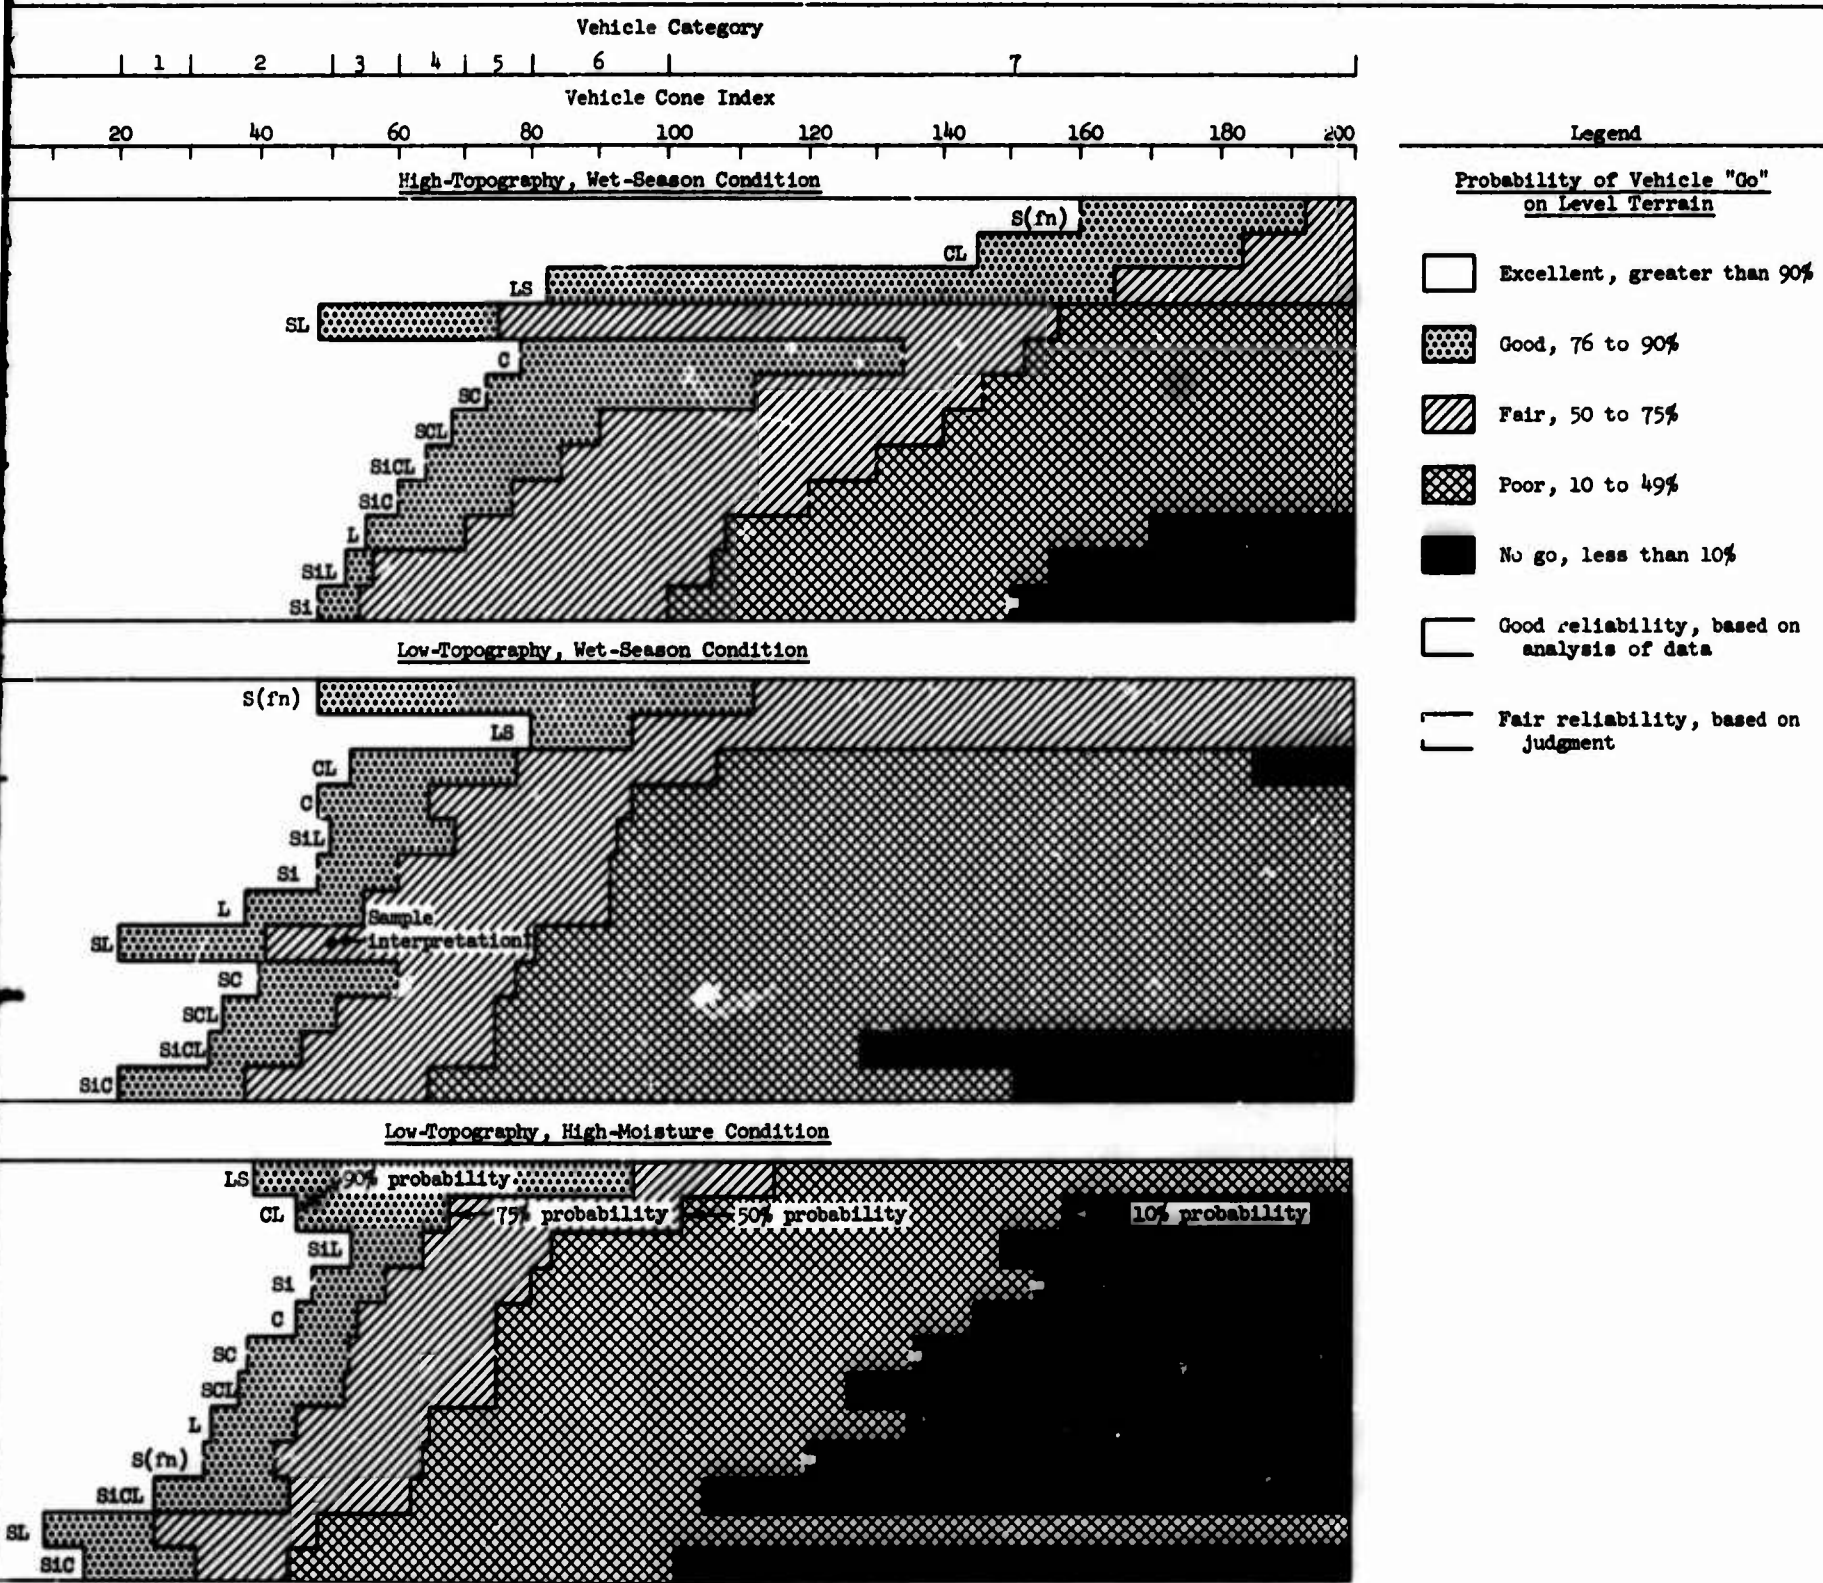 Vehicle Category
1 2 3 4 5 6 7
Vehicle Cone Index
20 40 60 80 100 120 140 160 180 200
Legend
High-Topography, Wet-Season Condition
Probability of Vehicle "Go"
on Level Terrain
S(fn)
CL
LS
SL
C
SC
SCL
SiCL
SiC
L
SiL
Si
Excellent, greater than 90%
Good, 76 to 90%
Fair, 50 to 75%
Poor, 10 to 49%
No go, less than 10%
Good reliability, based on
analysis of data
Fair reliability, based on
judgment
Low-Topography, Wet-Season Condition
S(fn)
LS
CL
C
SiL
Si
L
Sample
SL
interpretation
SC
SCL
SiCL
SiC
Low-Topography, High-Moisture Condition
LS
90% probability
CL
75% probability
50% probability
10% probability
SiL
Si
C
SC
SCL
L
S(fn)
SiCL
SL
SiC